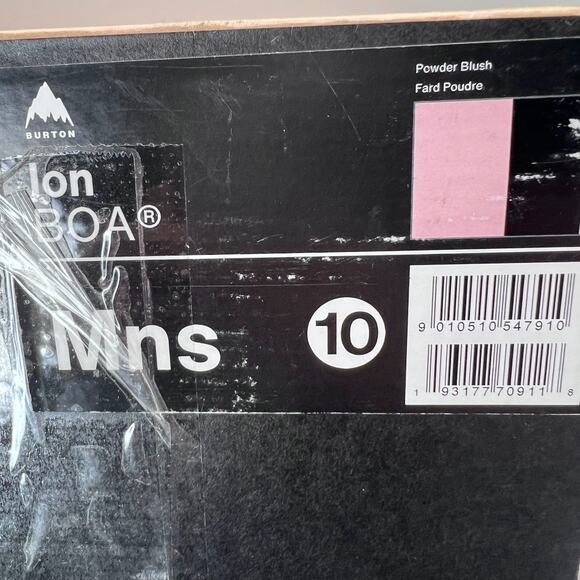 BURTON
Ion
BOA®
Powder Blush
Fard Poudre
Mns
10
9 010510 547910
1 93177 70911 8